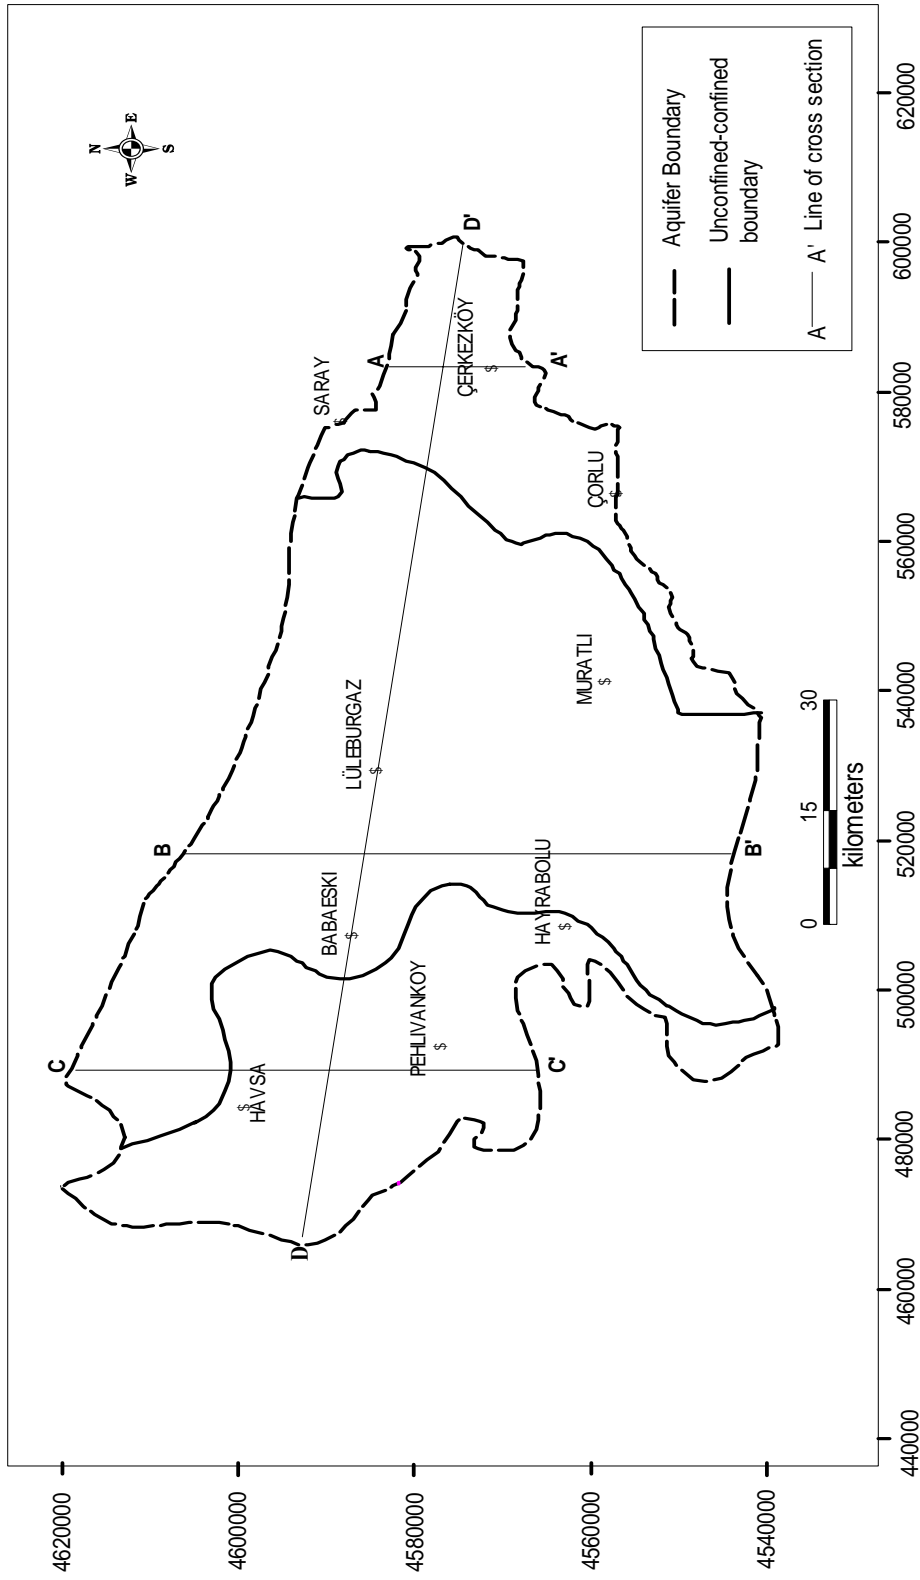 N
W
E
S
SARAY
A
D'
ÇERKEZKÖY
$
A'
ÇORLU
$
LÜLEBURGAZ
$
MURATLI
$
B
BABAESKI
$
HAYRABOLU
$
B'
C
HAVSA
$
PEHLIVANKOY
$
C'
D
Aquifer Boundary
Unconfined-confined
boundary
A A' Line of cross section
0 15 30
kilometers
4620000
4600000
4580000
4560000
4540000
440000
460000
480000
500000
520000
540000
560000
580000
600000
620000